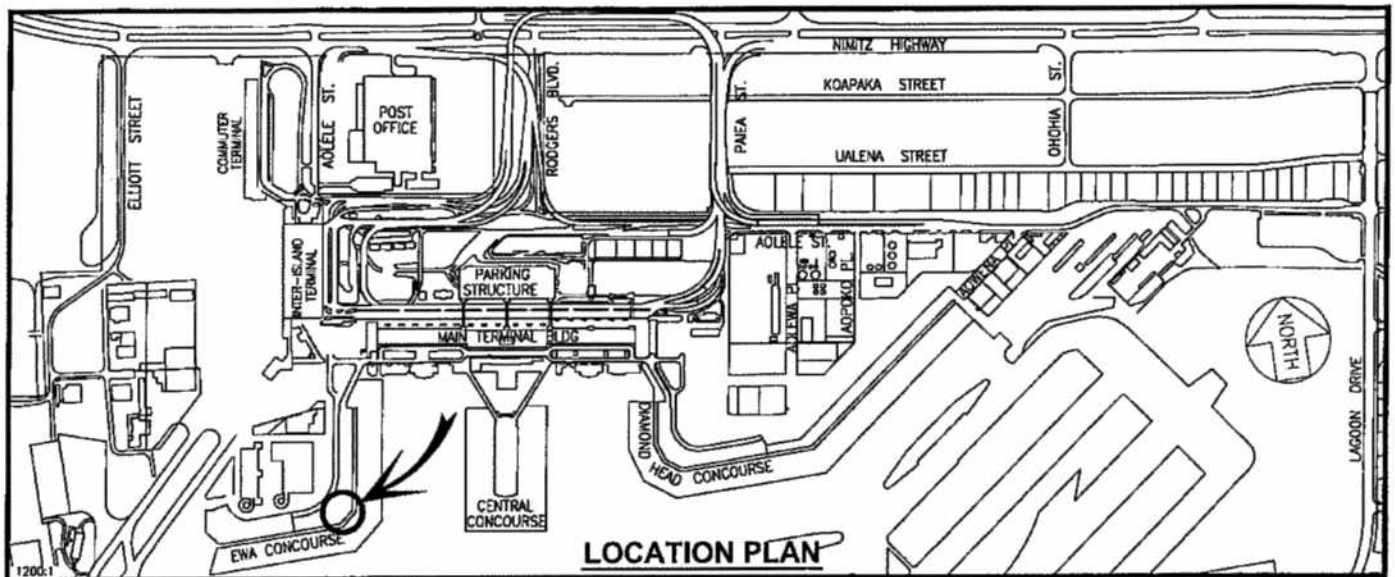 NIMITZ HIGHWAY
KOAPAKA STREET
UALENA STREET
OHOHIA ST.
PAIEA ST.
RODGERS BLVD.
POST
OFFICE
AOLELE ST.
COMMUTER
TERMINAL
ELLIOTT STREET
INTER-ISLAND
TERMINAL
PARKING
STRUCTURE
MAIN TERMINAL BLDG
AOLELE ST.
AOLEWA PL.
AOPOKO PL.
AOWENA PL.
NORTH
LAGOON DRIVE
DIAMOND
HEAD CONCOURSE
CENTRAL
CONCOURSE
EWA CONCOURSE
LOCATION PLAN
1200:1